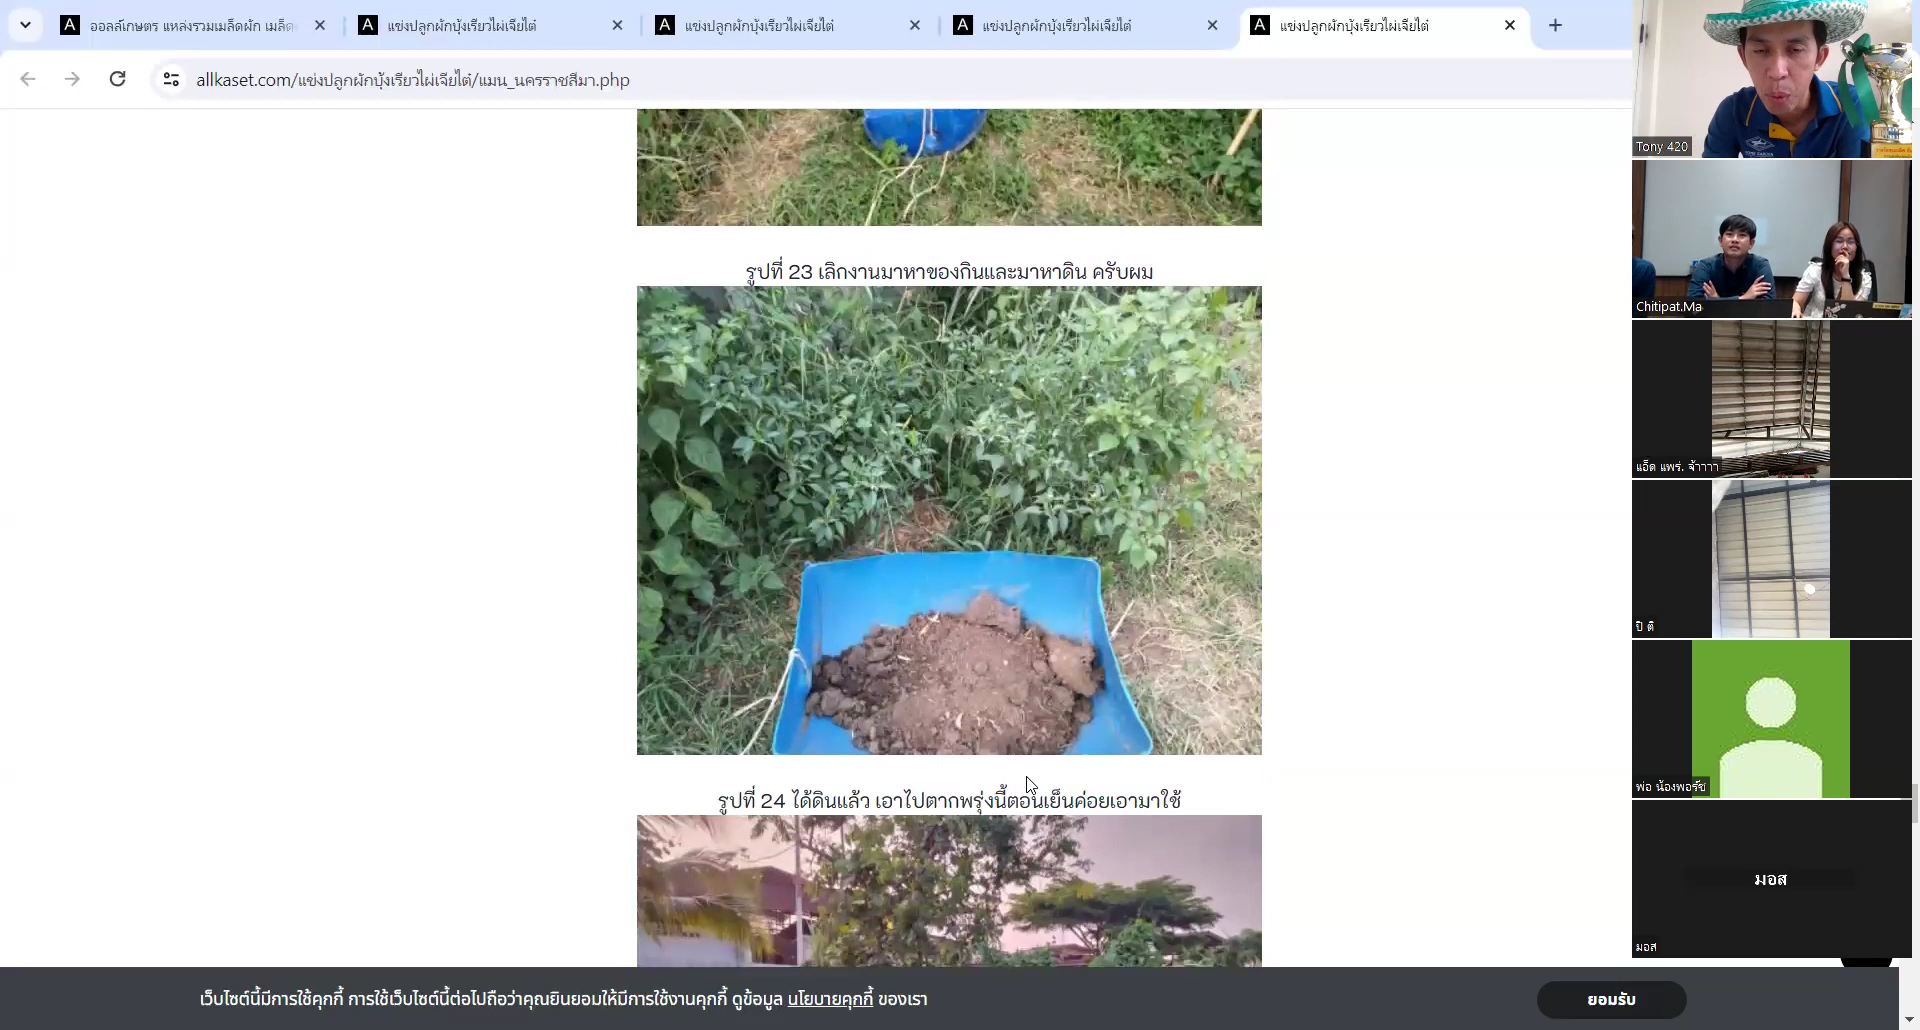 ออลล์เกษตร แหล่งรวมเมล็ดผัก เมล็ด
แข่งปลูกผักบุ้งเรียวไผ่เจียไต๋
แข่งปลูกผักบุ้งเรียวไผ่เจียไต๋
แข่งปลูกผักบุ้งเรียวไผ่เจียไต๋
แข่งปลูกผักบุ้งเรียวไผ่เจียไต๋
allkaset.com/แข่งปลูกผักบุ้งเรียวไผ่เจียไต๋/แมน_นครราชสีมา.php
Tony 420
รูปที่ 23 เลิกงานมาหาของกินและมาหาดิน ครับผม
Chitipat.Ma
แอ็ด แพร่. จ้าาาา
ปิ ติ
พ่อ น้องพอร์ช
รูปที่ 24 ได้ดินแล้ว เอาไปตากพรุ่งนี้ตอนเย็นค่อยเอามาใช้
มอส
มอส
เว็บไซต์นี้มีการใช้คุกกี้ การใช้เว็บไซต์นี้ต่อไปถือว่าคุณยินยอมให้มีการใช้งานคุกกี้ ดูข้อมูล นโยบายคุกกี้ ของเรา
ยอมรับ